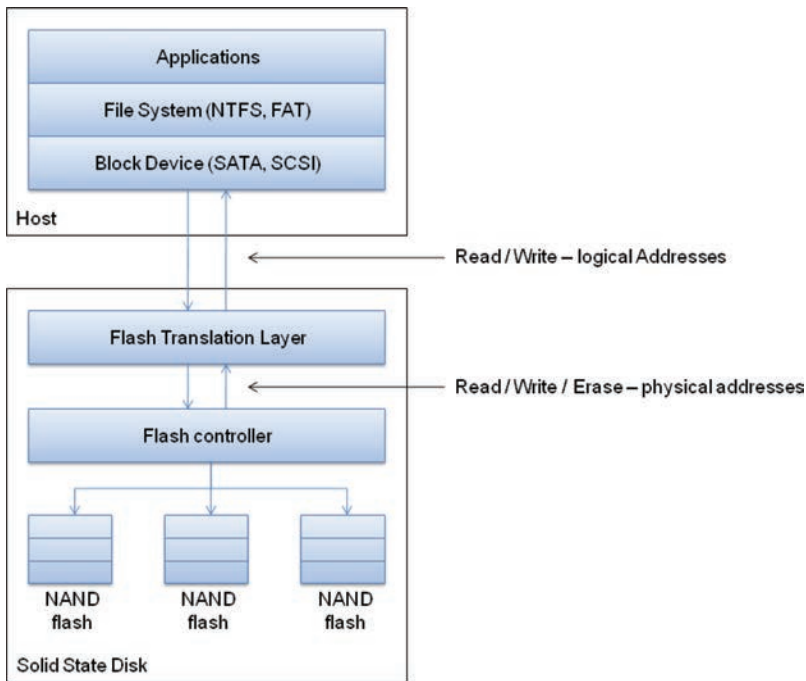 Applications
File System (NTFS, FAT)
Block Device (SATA, SCSI)
Host
Read / Write – logical Addresses
Flash Translation Layer
Read / Write / Erase – physical addresses
Flash controller
NAND
flash
NAND
flash
NAND
flash
Solid State Disk